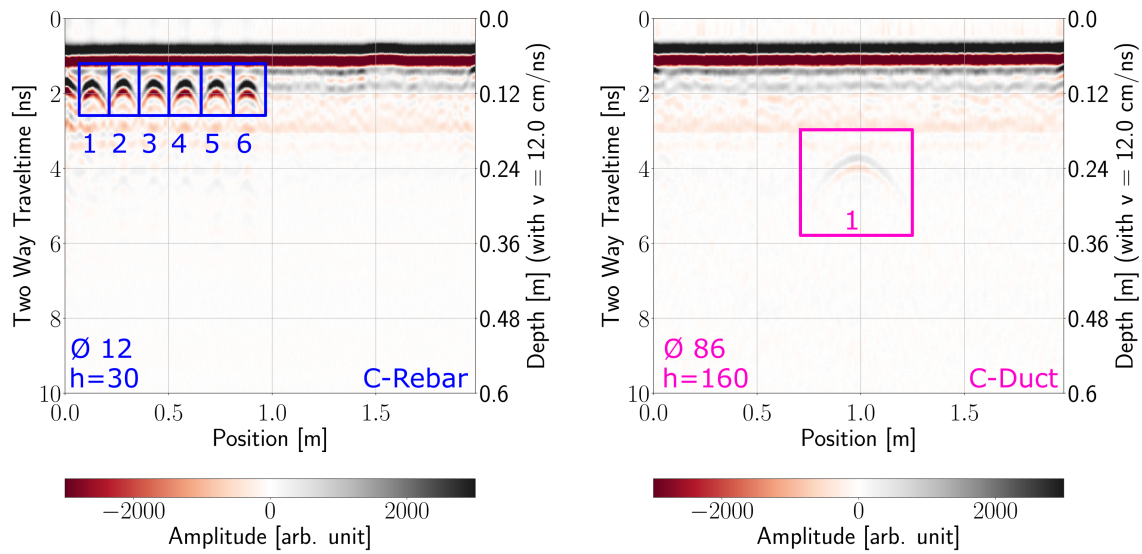 0
2
4
6
8
10
Two Way Traveltime [ns]
1 2 3 4 5 6
Ø 12
h=30
C-Rebar
0.0
0.12
0.24
0.36
0.48
0.6
Depth [m] (with v = 12.0 cm/ns)
0.0 0.5 1.0 1.5
Position [m]
−2000 0 2000
Amplitude [arb. unit]
0
2
4
6
8
10
Two Way Traveltime [ns]
1
Ø 86
h=160
C-Duct
0.0
0.12
0.24
0.36
0.48
0.6
Depth [m] (with v = 12.0 cm/ns)
0.0 0.5 1.0 1.5
Position [m]
−2000 0 2000
Amplitude [arb. unit]